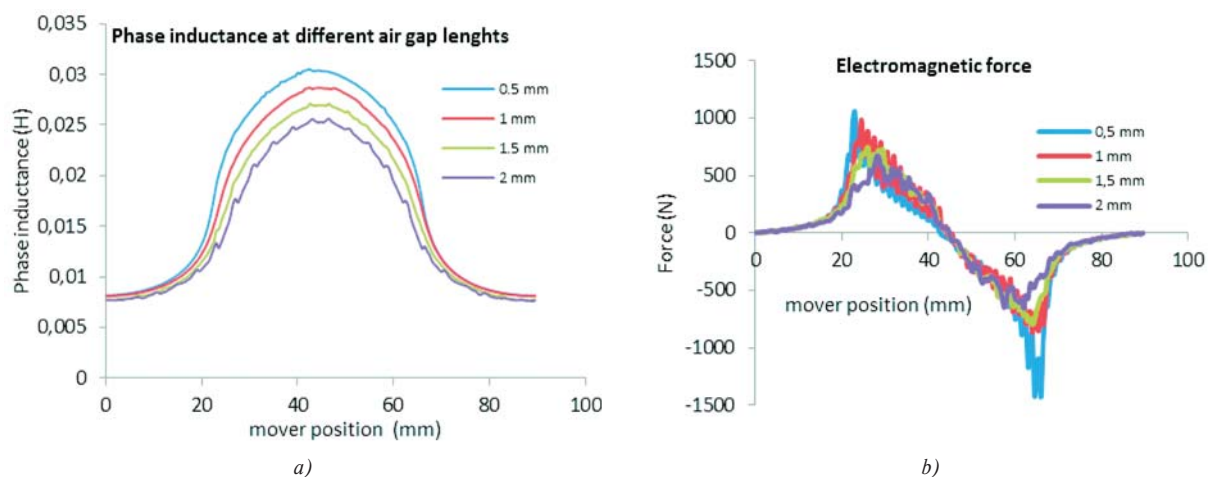 Phase inductance at different air gap lenghts
Phase inductance (H)
0,035
0,03
0,025
0,02
0,015
0,01
0,005
0
0 20 40 60 80 100
mover position (mm)
0.5 mm
1 mm
1.5 mm
2 mm
a)
Electromagnetic force
Force (N)
1500
1000
500
0
-500
-1000
-1500
0 20 40 60 80 100
mover position (mm)
0,5 mm
1 mm
1,5 mm
2 mm
b)